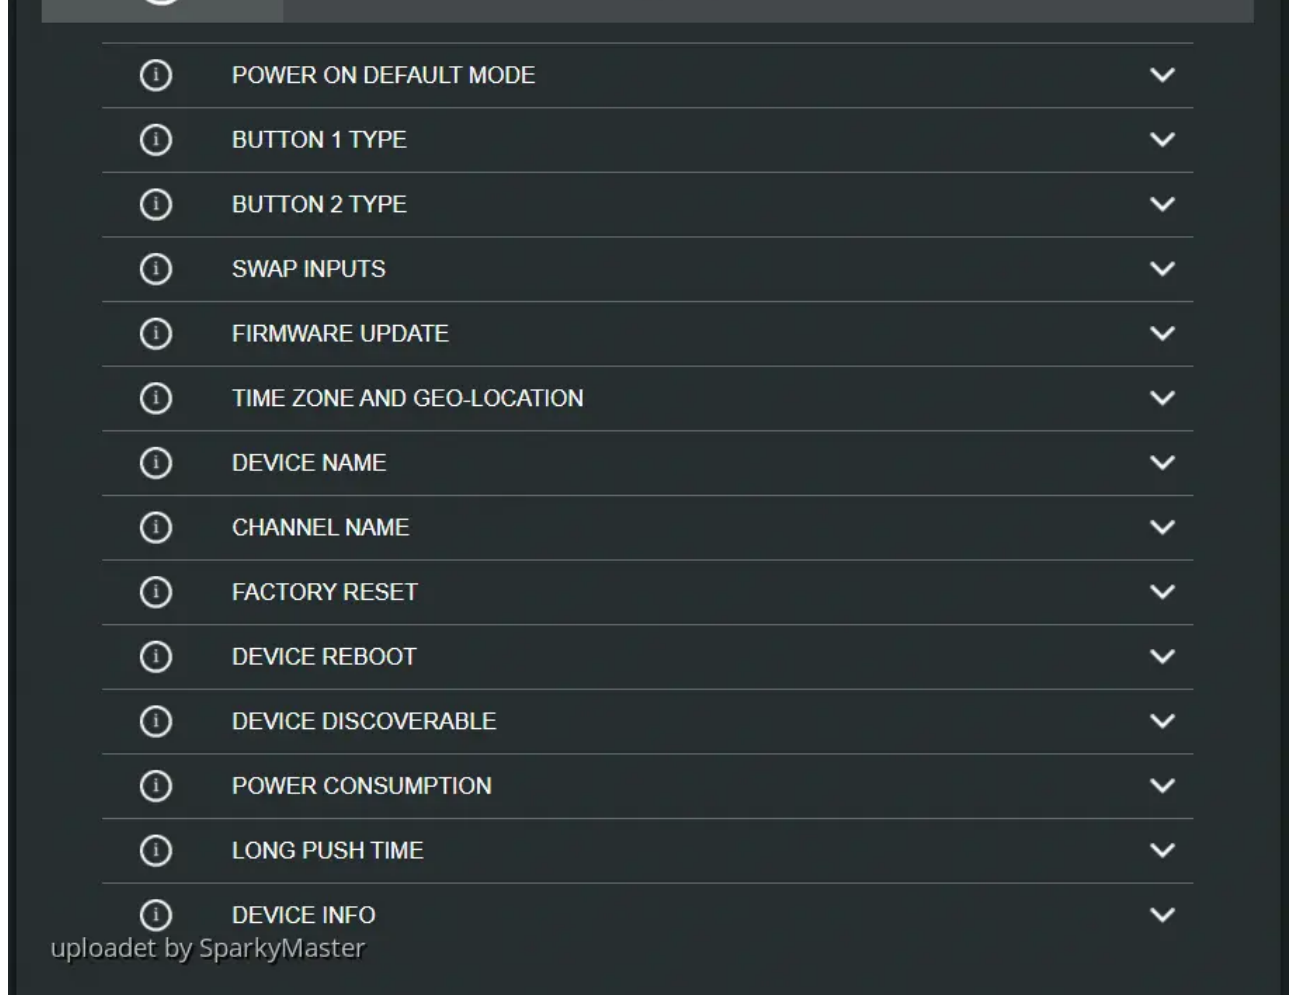 POWER ON DEFAULT MODE
BUTTON 1 TYPE
BUTTON 2 TYPE
SWAP INPUTS
FIRMWARE UPDATE
TIME ZONE AND GEO-LOCATION
DEVICE NAME
CHANNEL NAME
FACTORY RESET
DEVICE REBOOT
DEVICE DISCOVERABLE
POWER CONSUMPTION
LONG PUSH TIME
DEVICE INFO
uploadet by SparkyMaster